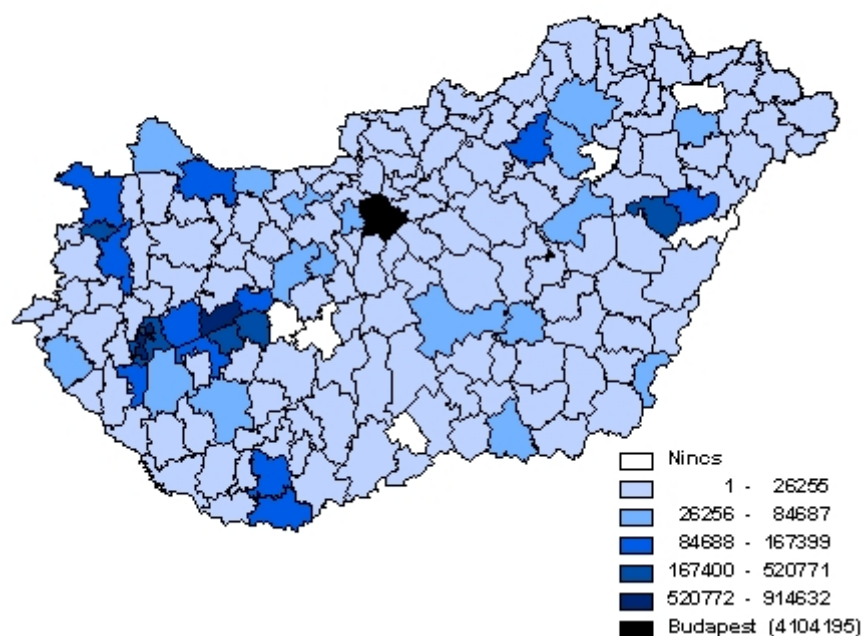 Nincs
1 - 26255
26256 - 84687
84688 - 167399
167400 - 520771
520772 - 914632
Budapest (4104195)